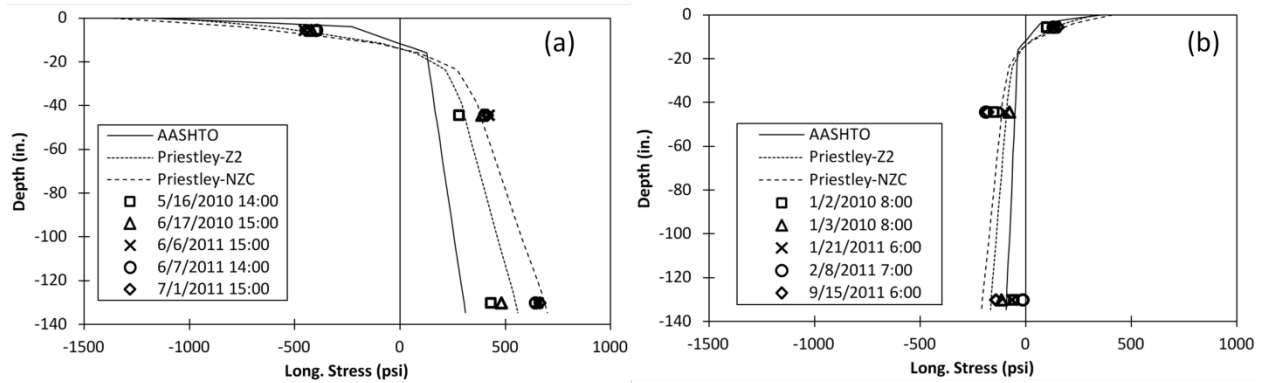 (a)
0
-20
-40
-60
-80
-100
-120
-140
Depth (in.)
AASHTO
Priestley-Z2
Priestley-NZC
5/16/2010 14:00
6/17/2010 15:00
6/6/2011 15:00
6/7/2011 14:00
7/1/2011 15:00
-1500 -1000 -500 0 500 1000
Long. Stress (psi)
(b)
0
-20
-40
-60
-80
-100
-120
-140
Depth (in.)
AASHTO
Priestley-Z2
Priestley-NZC
1/2/2010 8:00
1/3/2010 8:00
1/21/2011 6:00
2/8/2011 7:00
9/15/2011 6:00
-1500 -1000 -500 0 500 1000
Long. Stress (psi)